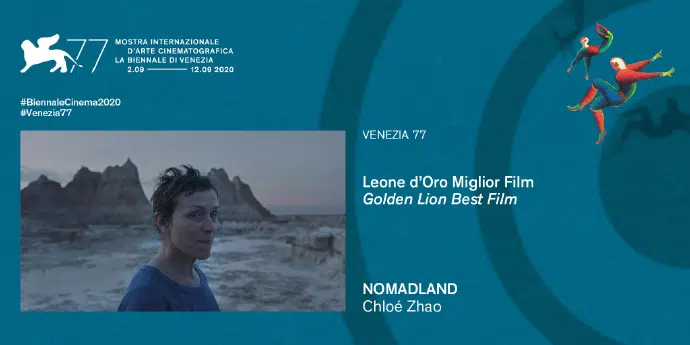 77
MOSTRA INTERNAZIONALE
D'ARTE CINEMATOGRAFICA
LA BIENNALE DI VENEZIA
2.09 ——— 12.09 2020
#BiennaleCinema2020
#Venezia77
VENEZIA 77
Leone d'Oro Miglior Film
Golden Lion Best Film
NOMADLAND
Chloé Zhao